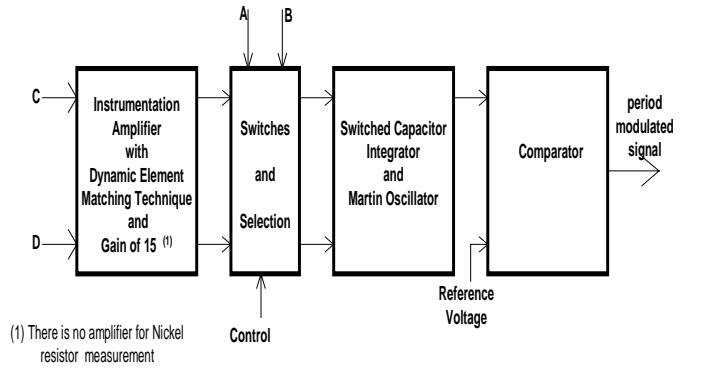 A
B
C
D
Instrumentation
Amplifier
with
Dynamic Element
Matching Technique
and
Gain of 15 (1)
Switches
and
Selection
Switched Capacitor
Integrator
and
Martin Oscillator
Comparator
period
modulated
signal
Reference
Voltage
Control
(1) There is no amplifier for Nickel
resistor measurement